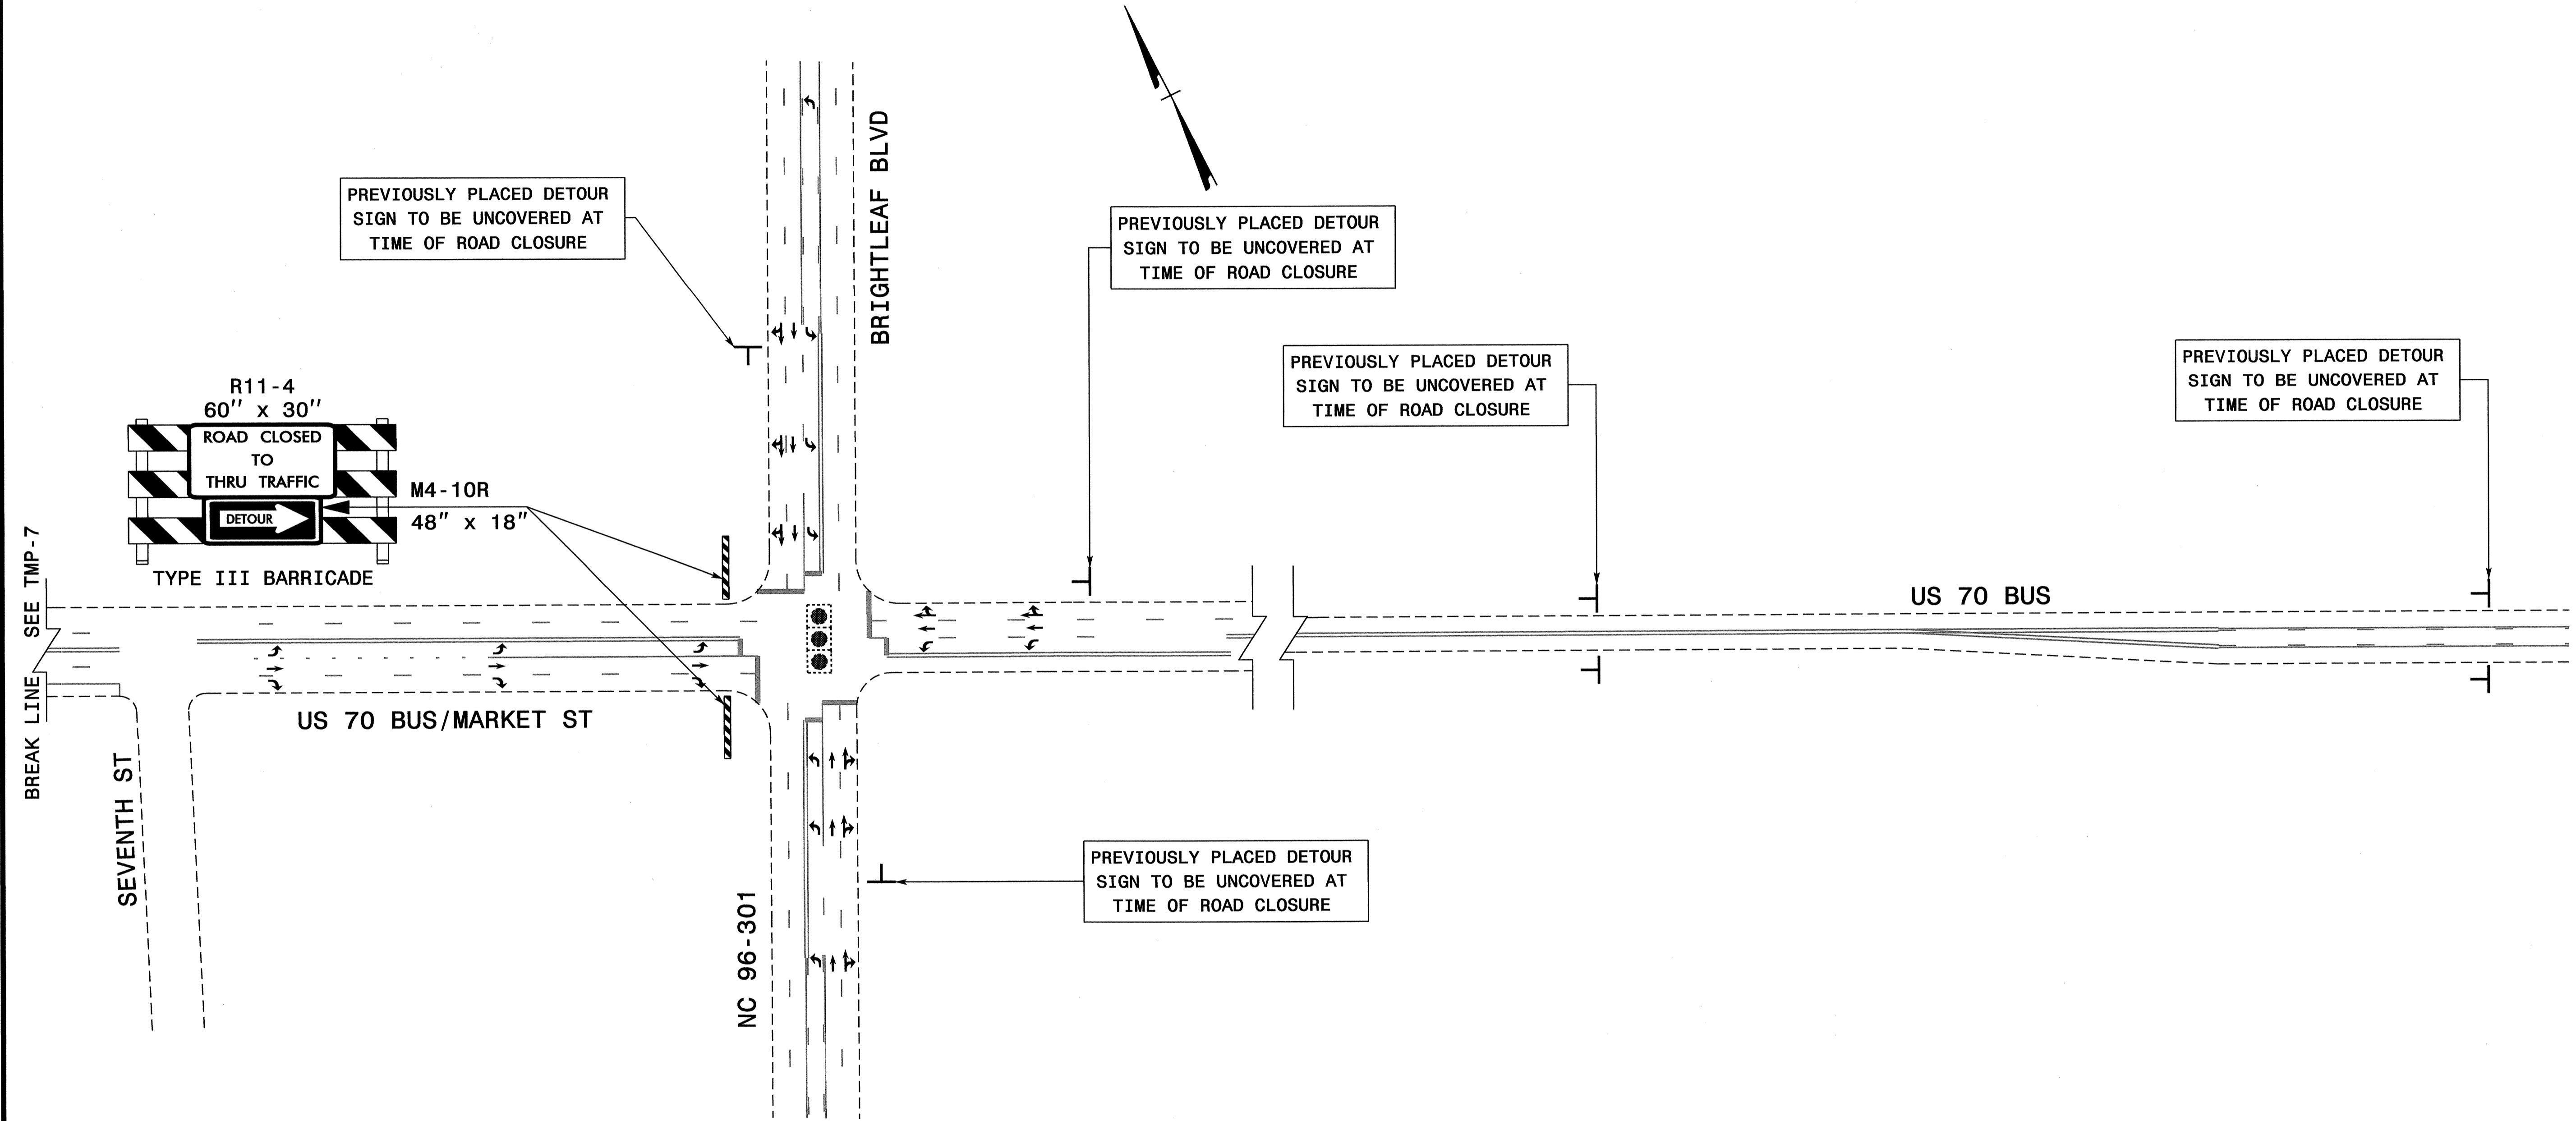 BRIGHTLEAF BLVD
PREVIOUSLY PLACED DETOUR
SIGN TO BE UNCOVERED AT
TIME OF ROAD CLOSURE
PREVIOUSLY PLACED DETOUR
SIGN TO BE UNCOVERED AT
TIME OF ROAD CLOSURE
PREVIOUSLY PLACED DETOUR
SIGN TO BE UNCOVERED AT
TIME OF ROAD CLOSURE
PREVIOUSLY PLACED DETOUR
SIGN TO BE UNCOVERED AT
TIME OF ROAD CLOSURE
R11-4
60" x 30"
ROAD CLOSED
TO
THRU TRAFFIC
DETOUR
M4-10R
48" x 18"
TYPE III BARRICADE
BREAK LINE SEE TMP-7
US 70 BUS
US 70 BUS/MARKET ST
SEVENTH ST
NC 96-301
PREVIOUSLY PLACED DETOUR
SIGN TO BE UNCOVERED AT
TIME OF ROAD CLOSURE